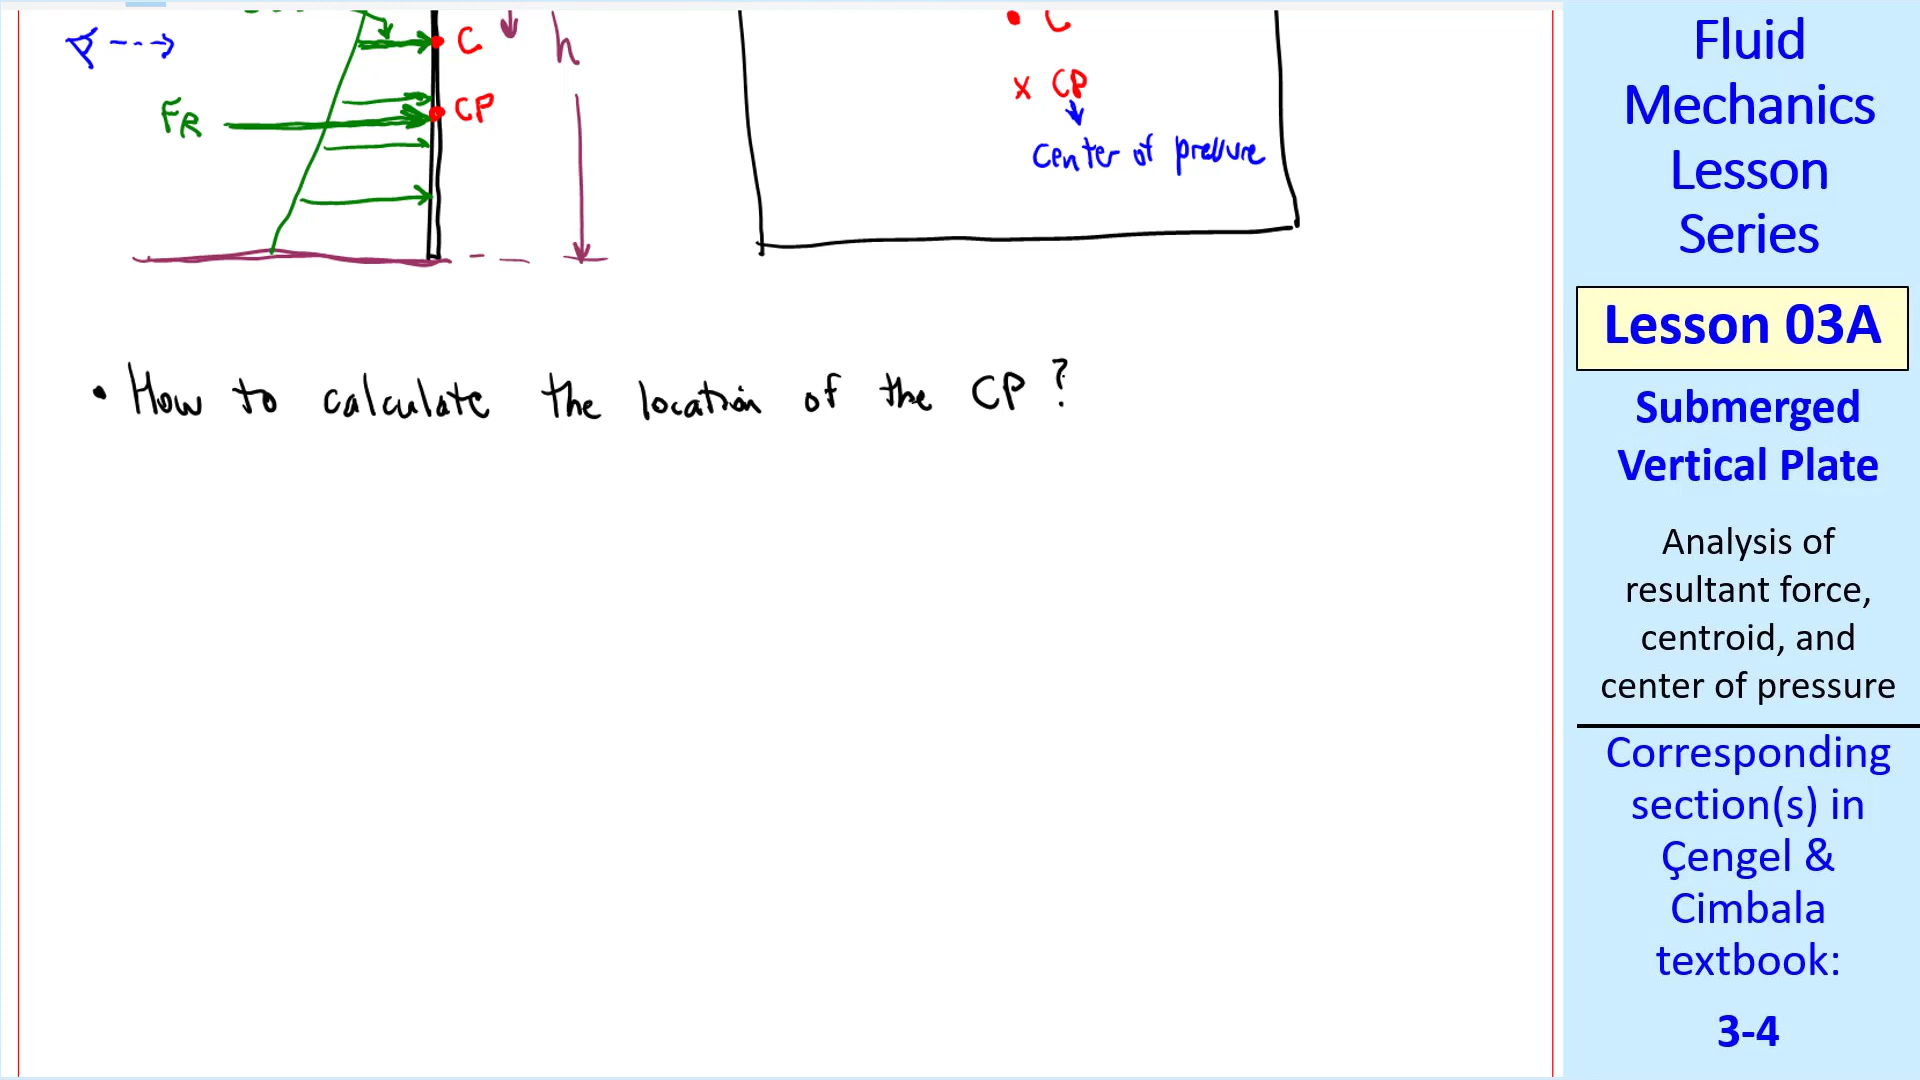 C
h
C
CP
FR
x CP
center of pressure
• How to calculate the location of the CP?
Fluid
Mechanics
Lesson
Series
Lesson 03A
Submerged
Vertical Plate
Analysis of
resultant force,
centroid, and
center of pressure
Corresponding
section(s) in
Çengel &
Cimbala
textbook:
3-4